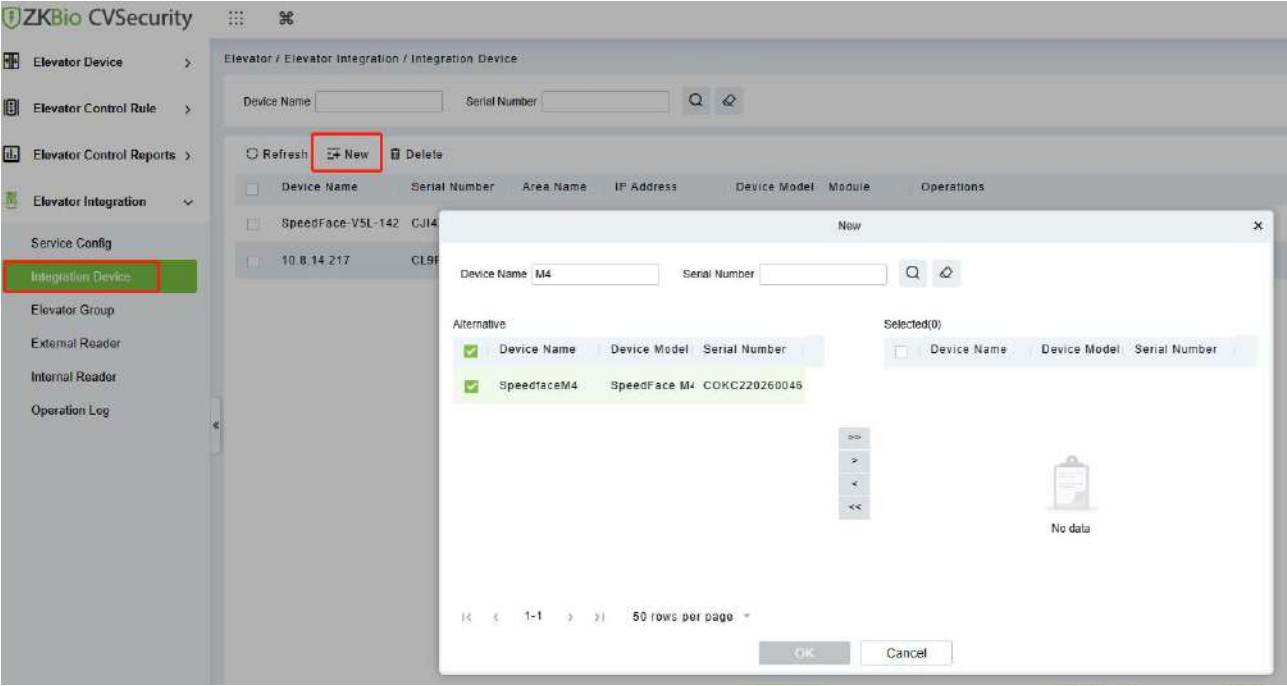 ZKBio CVSecurity
Elevator Device >
Elevator Control Rule >
Elevator Control Reports >
Elevator Integration
Service Config
Integration Device
Elevator Group
External Reader
Internal Reader
Operation Log
«
Elevator / Elevator Integration / Integration Device
Device Name Serial Number
Refresh New Delete
Device Name Serial Number Area Name IP Address Device Model Module Operations
SpeedFace-V5L-142 CJI4
10.8.14.217 CL9F
New ×
Device Name M4 Serial Number
Alternative
Device Name Device Model Serial Number
SpeedfaceM4 SpeedFace M4 COKC220260046
>>
>
<
<<
Selected(0)
Device Name Device Model Serial Number
No data
|< < 1-1 > >| 50 rows per page
OK Cancel